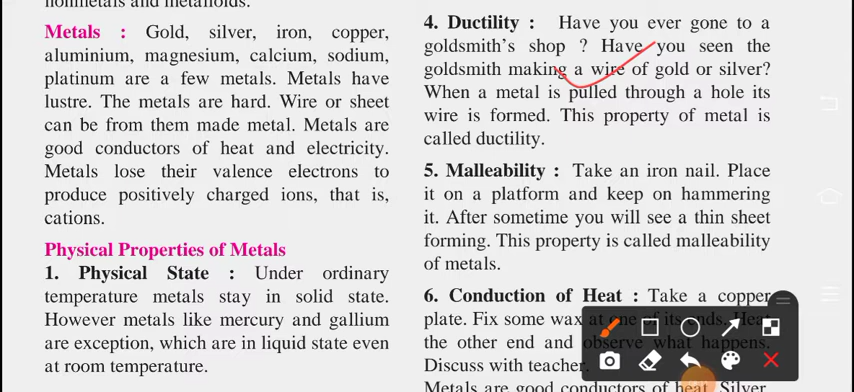 nonmetals and metalloids.
Metals : Gold, silver, iron, copper,
aluminium, magnesium, calcium, sodium,
platinum are a few metals. Metals have
lustre. The metals are hard. Wire or sheet
can be from them made metal. Metals are
good conductors of heat and electricity.
Metals lose their valence electrons to
produce positively charged ions, that is,
cations.
Physical Properties of Metals
1. Physical State : Under ordinary
temperature metals stay in solid state.
However metals like mercury and gallium
are exception, which are in liquid state even
at room temperature.
4. Ductility : Have you ever gone to a
goldsmith's shop ? Have you seen the
goldsmith making a wire of gold or silver?
When a metal is pulled through a hole its
wire is formed. This property of metal is
called ductility.
5. Malleability : Take an iron nail. Place
it on a platform and keep on hammering
it. After sometime you will see a thin sheet
forming. This property is called malleability
of metals.
6. Conduction of Heat : Take a copper
plate. Fix some wax at one of its ends. Heat
the other end and observe what happens.
Discuss with teacher.
Metals are good conductors of heat. Silver,